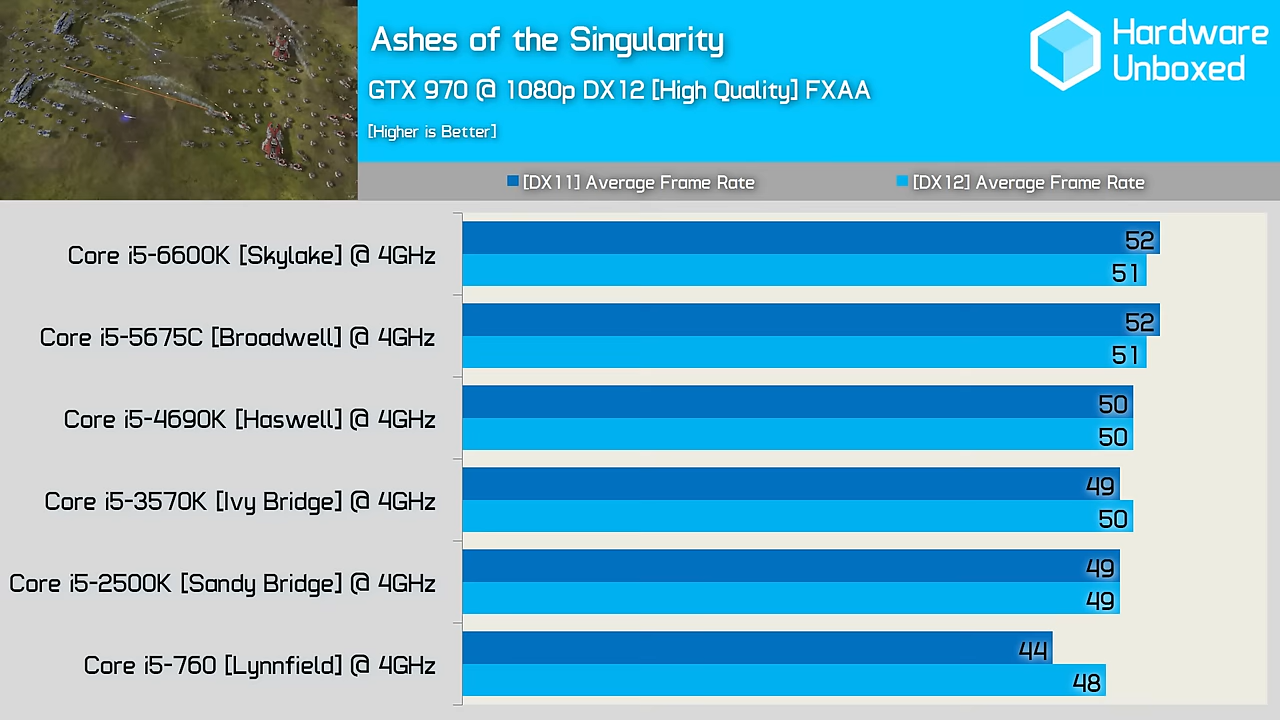 Ashes of the Singularity
GTX 970 @ 1080p DX12 [High Quality] FXAA
[Higher is Better]
Hardware
Unboxed
[DX11] Average Frame Rate
[DX12] Average Frame Rate
Core i5-6600K [Skylake] @ 4GHz
52
51
Core i5-5675C [Broadwell] @ 4GHz
52
51
Core i5-4690K [Haswell] @ 4GHz
50
50
Core i5-3570K [Ivy Bridge] @ 4GHz
49
50
Core i5-2500K [Sandy Bridge] @ 4GHz
49
49
Core i5-760 [Lynnfield] @ 4GHz
44
48